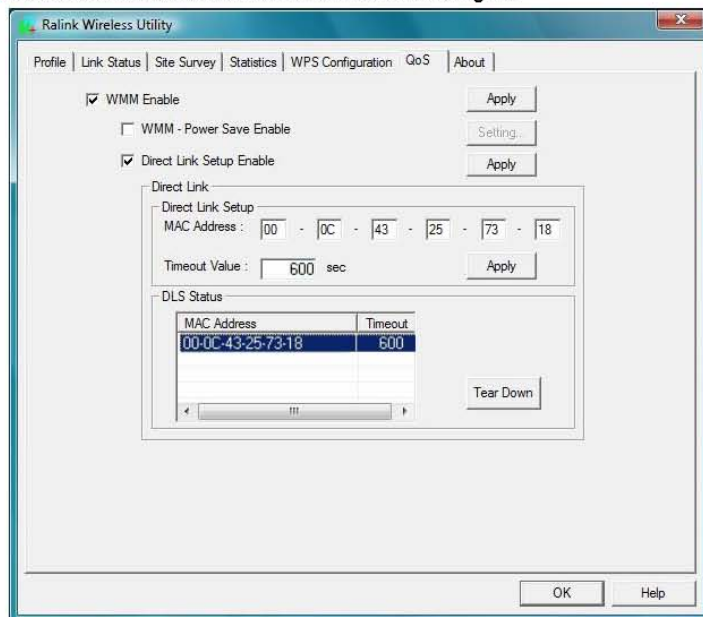 Ralink Wireless Utility
Profile Link Status Site Survey Statistics WPS Configuration QoS About
WMM Enable Apply
WMM - Power Save Enable Setting..
Direct Link Setup Enable Apply
Direct Link
Direct Link Setup
MAC Address : 00 - 0C - 43 - 25 - 73 - 18
Timeout Value : 600 sec Apply
DLS Status
MAC Address Timeout
00-0C-43-25-73-18 600
Tear Down
OK Help